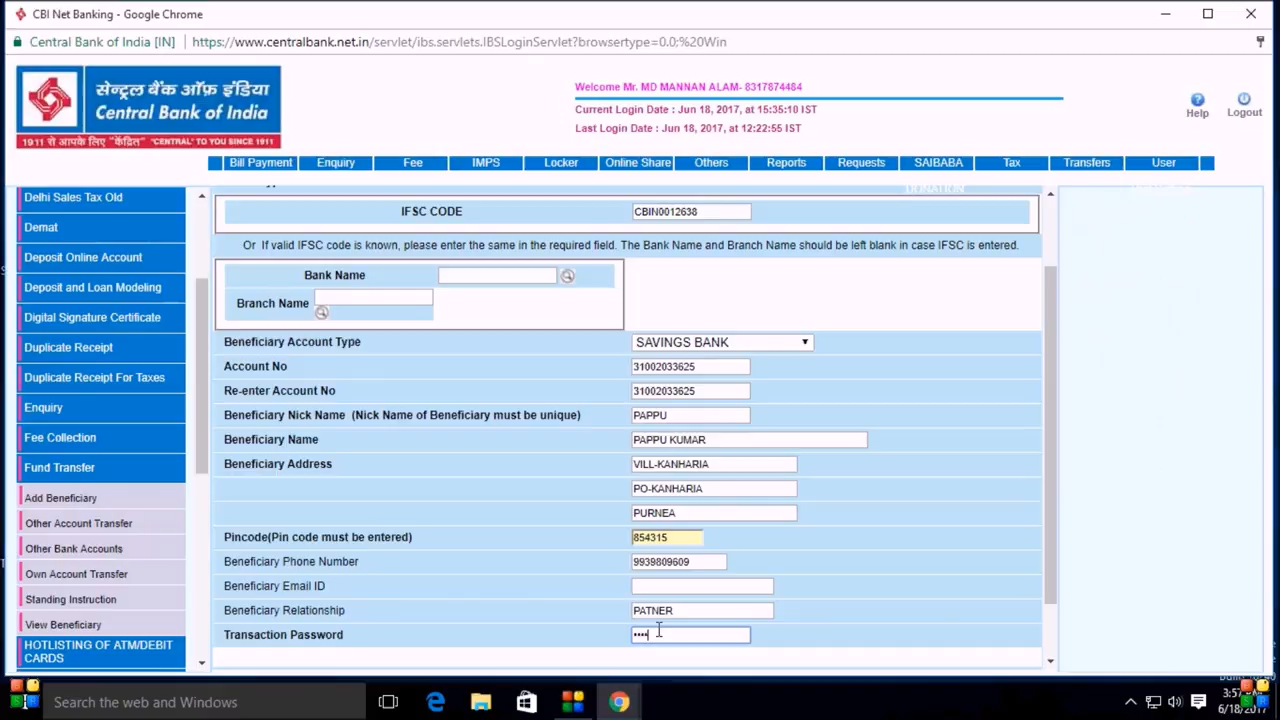 CBI Net Banking - Google Chrome
Central Bank of India [IN] https://www.centralbank.net.in/servlet/ibs.servlets.IBSLoginServlet?browsertype=0.0;%20Win
सेन्ट्रल बैंक ऑफ़ इंडिया
Central Bank of India
1911 से आपके लिए "केंद्रित" "CENTRAL" TO YOU SINCE 1911
Welcome Mr. MD MANNAN ALAM- 8317874484
Current Login Date : Jun 18, 2017, at 15:35:10 IST
Last Login Date : Jun 18, 2017, at 12:22:55 IST
Help Logout
Bill Payment Enquiry Fee IMPS Locker Online Share Others Reports Requests SAIBABA Tax Transfers User
DONATION
Delhi Sales Tax Old
Demat
Deposit Online Account
Deposit and Loan Modeling
Digital Signature Certificate
Duplicate Receipt
Duplicate Receipt For Taxes
Enquiry
Fee Collection
Fund Transfer
Add Beneficiary
Other Account Transfer
Other Bank Accounts
Own Account Transfer
Standing Instruction
View Beneficiary
HOTLISTING OF ATM/DEBIT
CARDS
IFSC CODE CBIN0012638
Or If valid IFSC code is known, please enter the same in the required field. The Bank Name and Branch Name should be left blank in case IFSC is entered.
Bank Name
Branch Name
Beneficiary Account Type SAVINGS BANK
Account No 31002033625
Re-enter Account No 31002033625
Beneficiary Nick Name (Nick Name of Beneficiary must be unique) PAPPU
Beneficiary Name PAPPU KUMAR
Beneficiary Address VILL-KANHARIA
PO-KANHARIA
PURNEA
Pincode(Pin code must be entered) 854315
Beneficiary Phone Number 9939809609
Beneficiary Email ID
Beneficiary Relationship PATNER
Transaction Password ••••
Search the web and Windows
6/18/2017